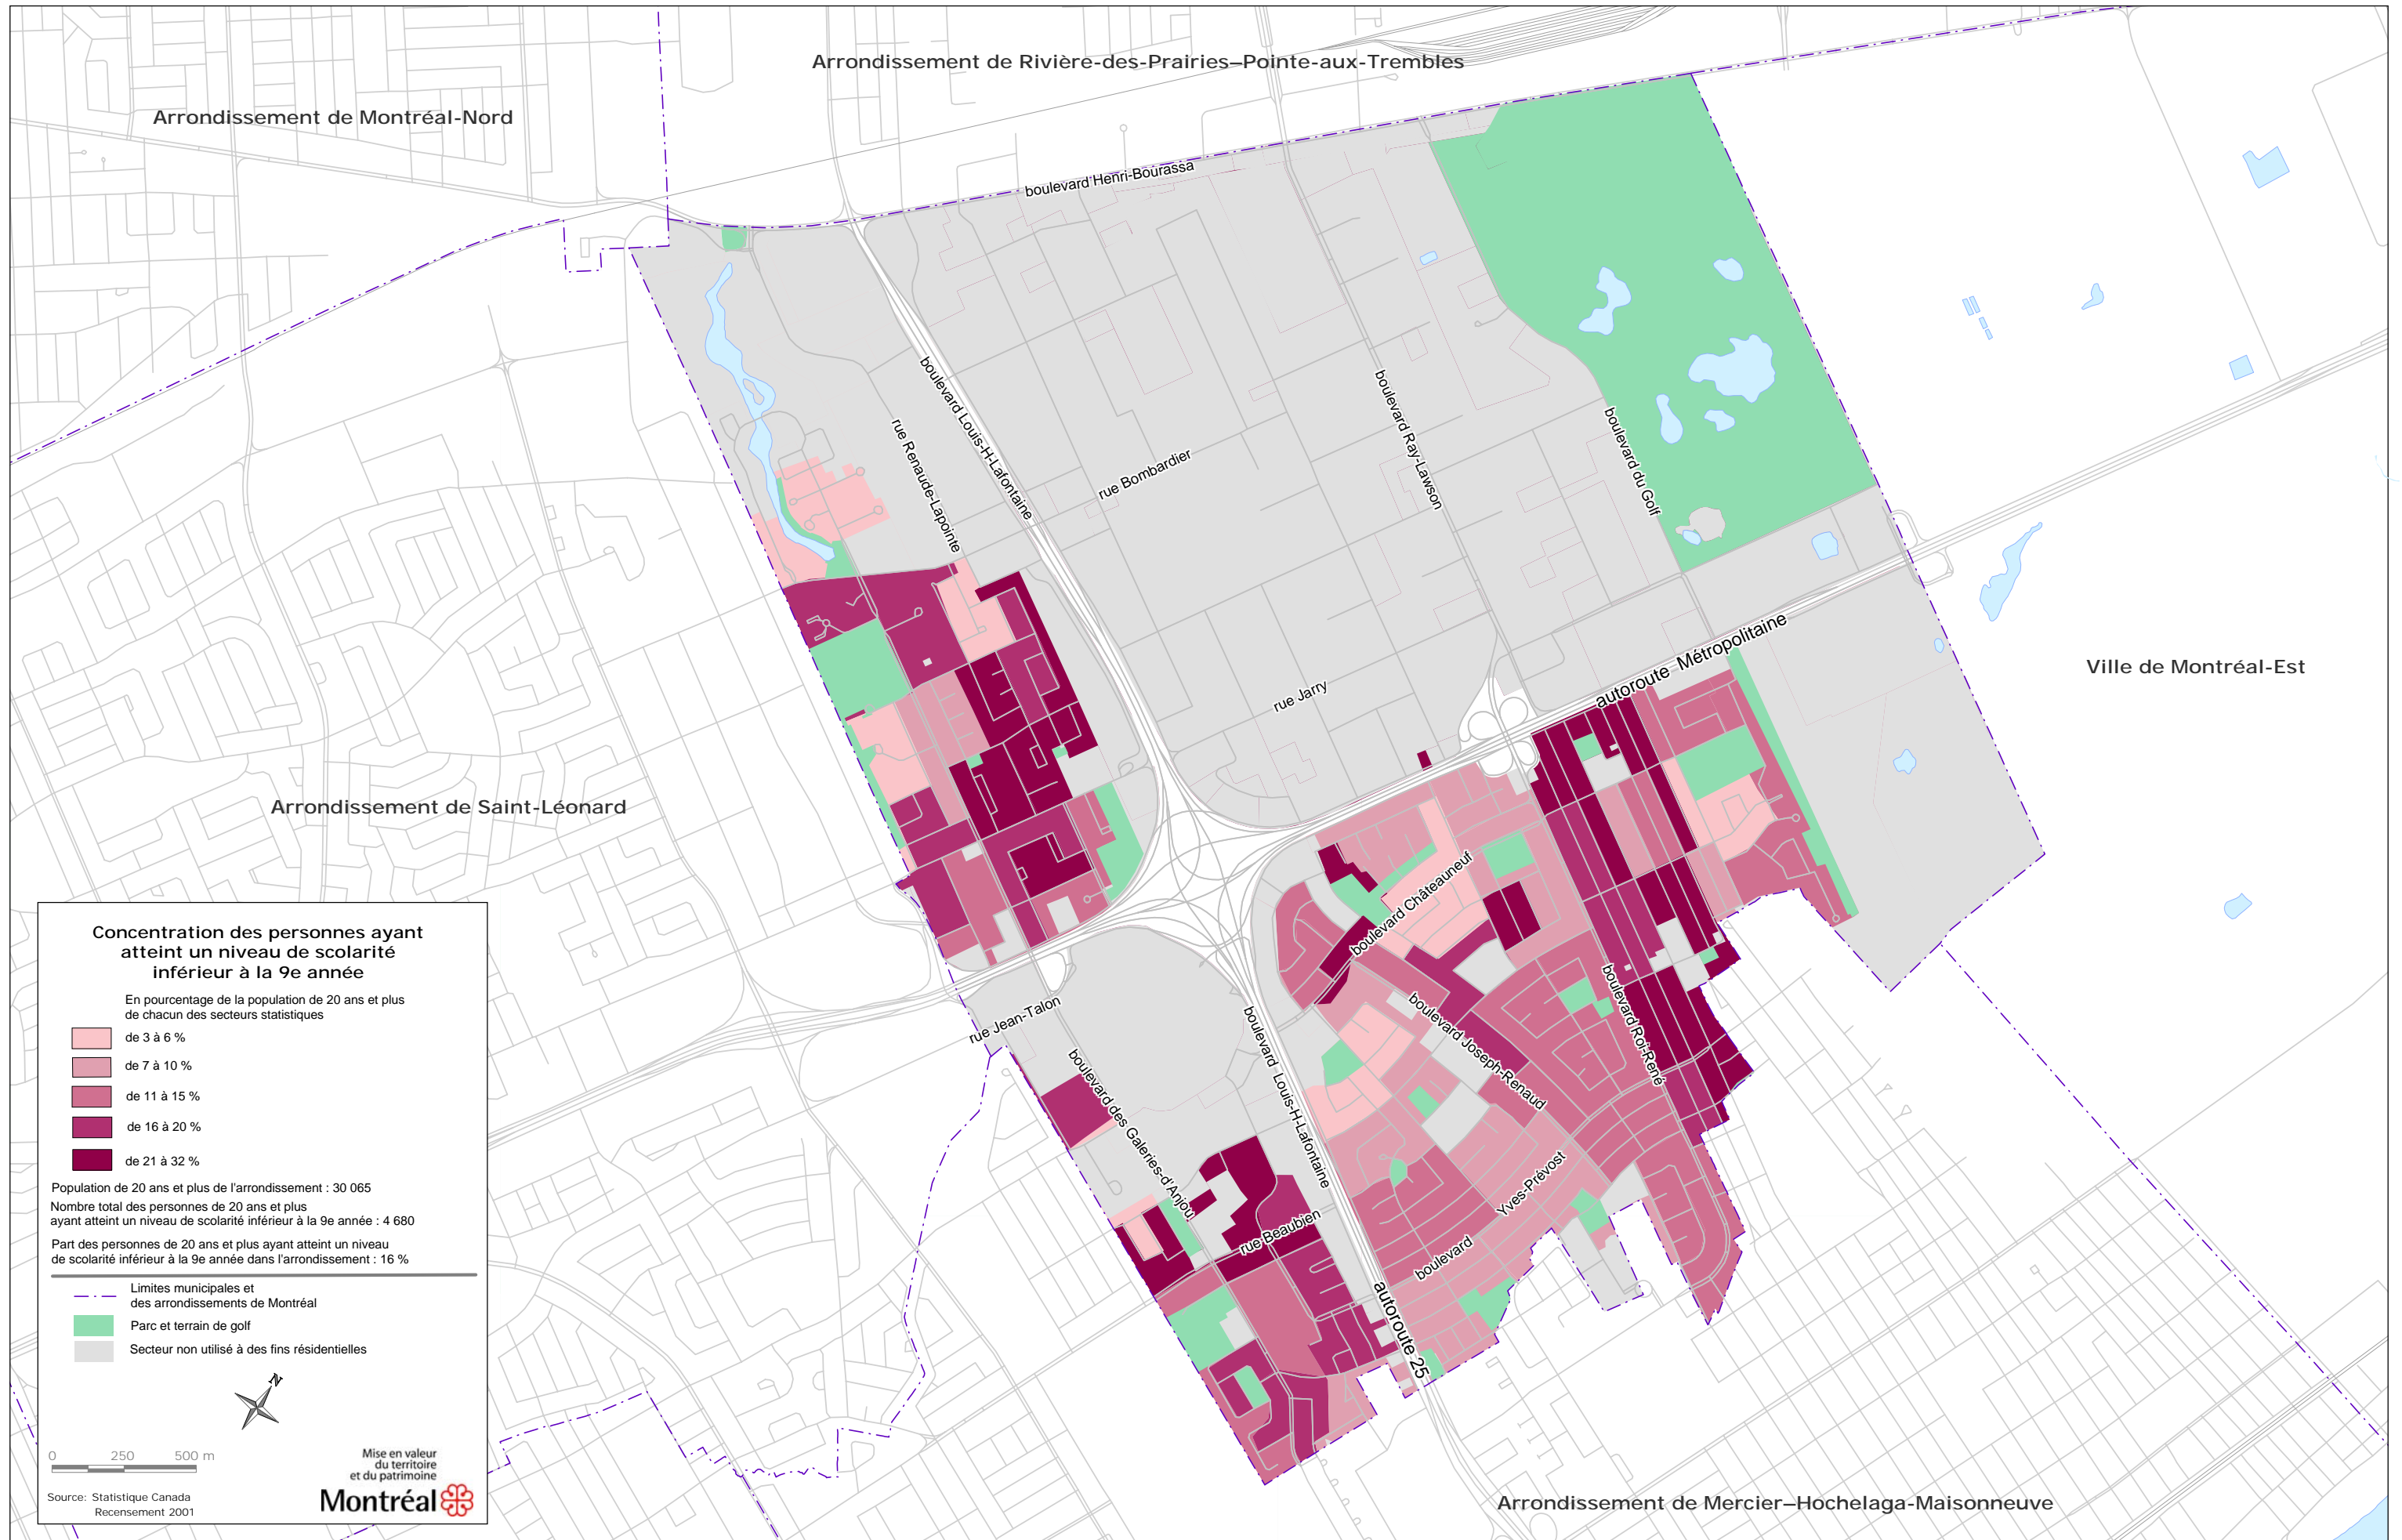 Arrondissement de Rivière-des-Prairies–Pointe-aux-Trembles
Arrondissement de Montréal-Nord
boulevard Henri-Bourassa
boulevard Louis-H-Lafontaine
rue Renaude-Lapointe
rue Bombardier
boulevard Ray-Lawson
boulevard du Golf
autoroute Métropolitaine
Ville de Montréal-Est
rue Jarry
Arrondissement de Saint-Léonard
boulevard Châteauneuf
boulevard Roi-René
boulevard Joseph-Renaud
rue Jean-Talon
boulevard des Galeries-d'Anjou
boulevard Louis-H-Lafontaine
boulevard Yves-Prévost
rue Beaubien
autoroute 25
Arrondissement de Mercier–Hochelaga-Maisonneuve
Concentration des personnes ayant
atteint un niveau de scolarité
inférieur à la 9e année
En pourcentage de la population de 20 ans et plus
de chacun des secteurs statistiques
de 3 à 6 %
de 7 à 10 %
de 11 à 15 %
de 16 à 20 %
de 21 à 32 %
Population de 20 ans et plus de l'arrondissement : 30 065
Nombre total des personnes de 20 ans et plus
ayant atteint un niveau de scolarité inférieur à la 9e année : 4 680
Part des personnes de 20 ans et plus ayant atteint un niveau
de scolarité inférieur à la 9e année dans l'arrondissement : 16 %
Limites municipales et
des arrondissements de Montréal
Parc et terrain de golf
Secteur non utilisé à des fins résidentielles
N
0 250 500 m
Mise en valeur
du territoire
et du patrimoine
Montréal
Source: Statistique Canada
Recensement 2001